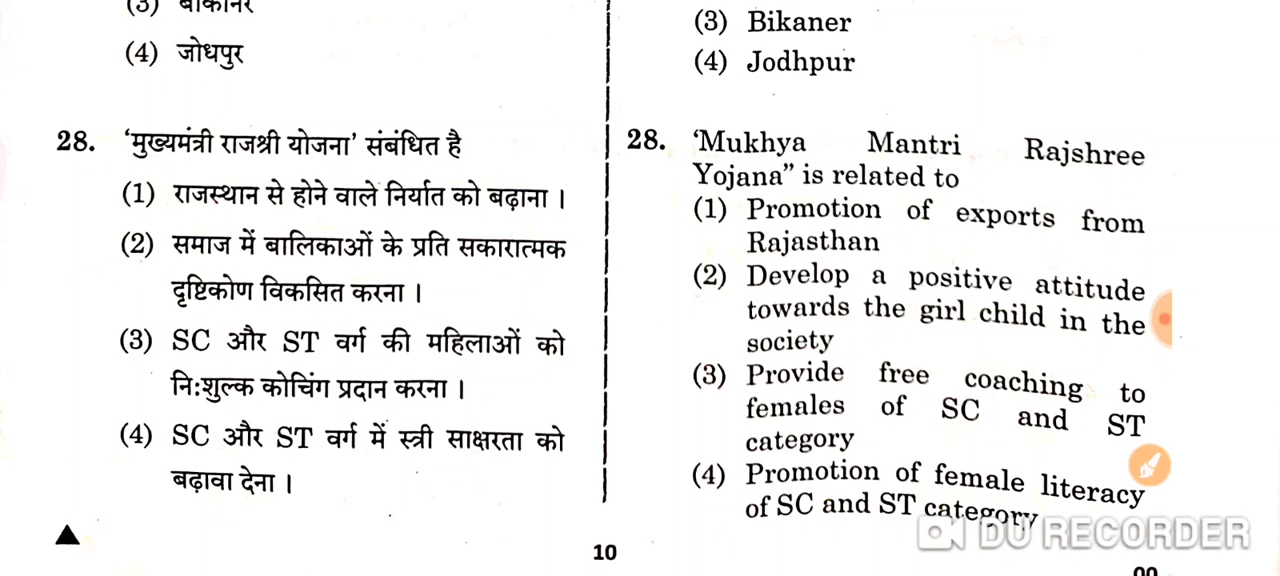 (3) बीकानेर
(4) जोधपुर
28. 'मुख्यमंत्री राजश्री योजना' संबंधित है
(1) राजस्थान से होने वाले निर्यात को बढ़ाना ।
(2) समाज में बालिकाओं के प्रति सकारात्मक
दृष्टिकोण विकसित करना ।
(3) SC और ST वर्ग की महिलाओं को
नि:शुल्क कोचिंग प्रदान करना ।
(4) SC और ST वर्ग में स्त्री साक्षरता को
बढ़ावा देना ।
(3) Bikaner
(4) Jodhpur
28. 'Mukhya Mantri Rajshree
Yojana" is related to
(1) Promotion of exports from
Rajasthan
(2) Develop a positive attitude
towards the girl child in the
society
(3) Provide free coaching to
females of SC and ST
category
(4) Promotion of female literacy
of SC and ST category
10
DU RECORDER